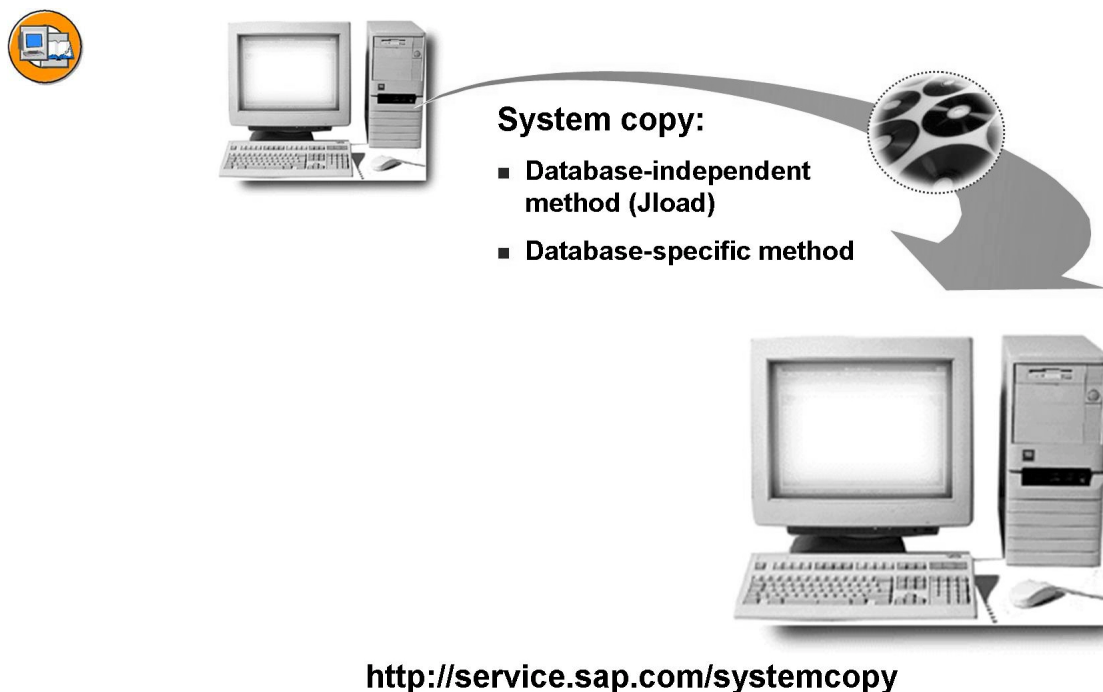 System copy:
■ Database-independent
method (Jload)
■ Database-specific method
http://service.sap.com/systemcopy